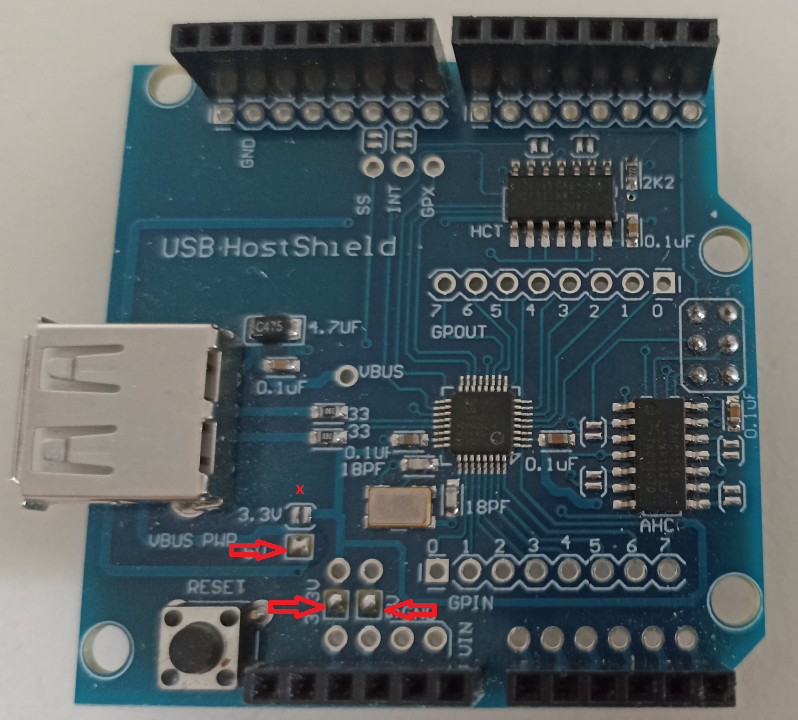 GND
SS
INT
GPX
2K2
HCT
0.1uF
USB HostShield
7 6 5 4 3 2 1 0
GPOUT
C475
4.7UF
0.1uF
VBUS
33
33
0.1uF
18PF
0.1uF
0.1uF
x
3.3V
18PF
AHC
VBUS PWR
0 1 2 3 4 5 6 7
RESET
GPIN
VIN